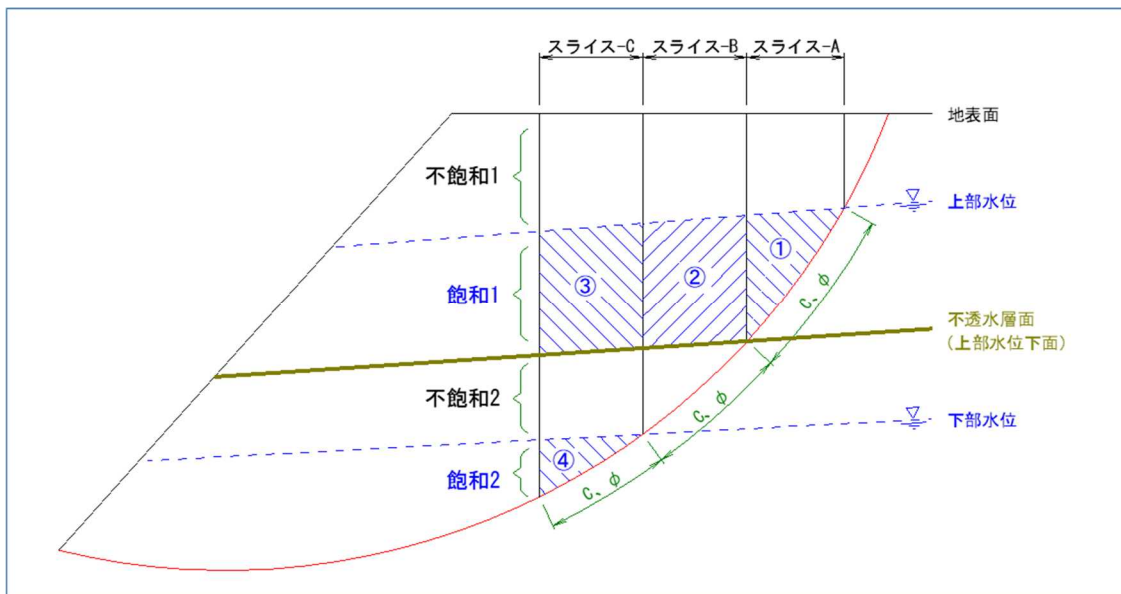 スライス-C スライス-B スライス-A
地表面
不飽和1
上部水位
①
②
③
飽和1
C、φ
不透水層面
(上部水位下面)
不飽和2
C、φ
下部水位
④
飽和2
C、φ